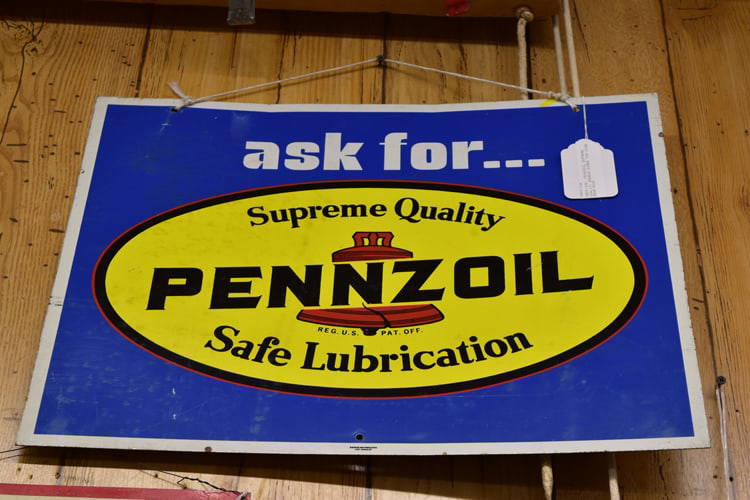 ask for...
Supreme Quality
PENNZOIL
REG. U.S. PAT. OFF.
Safe Lubrication